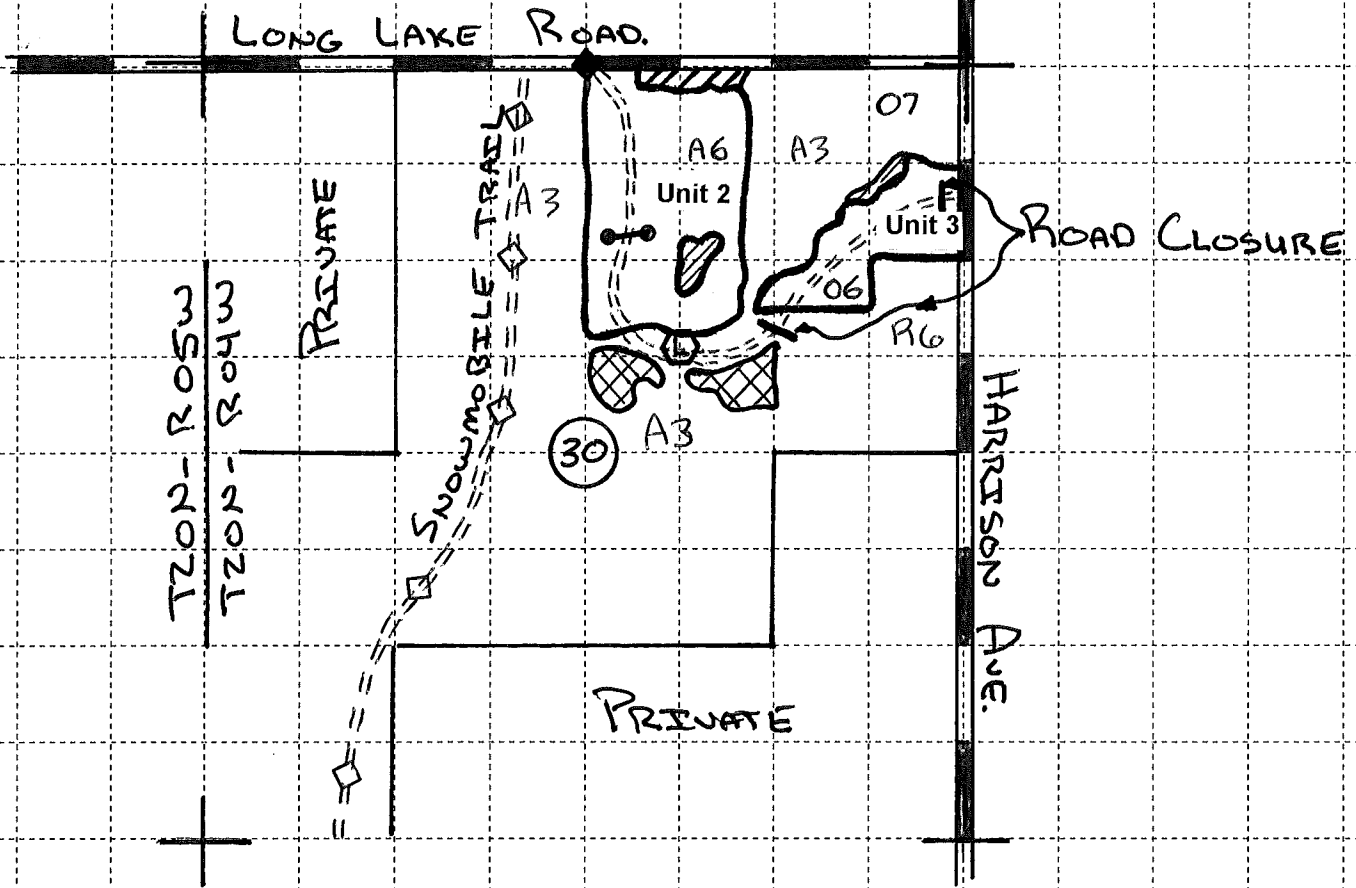 LONG LAKE ROAD.
07
A6
A3
Unit 2
PRIVATE
SNOWMOBILE TRAIL
A3
Unit 3
ROAD CLOSURE
06
R6
L
T20N- R05W
T20N- R04W
A3
30
HARRISON AVE.
PRIVATE